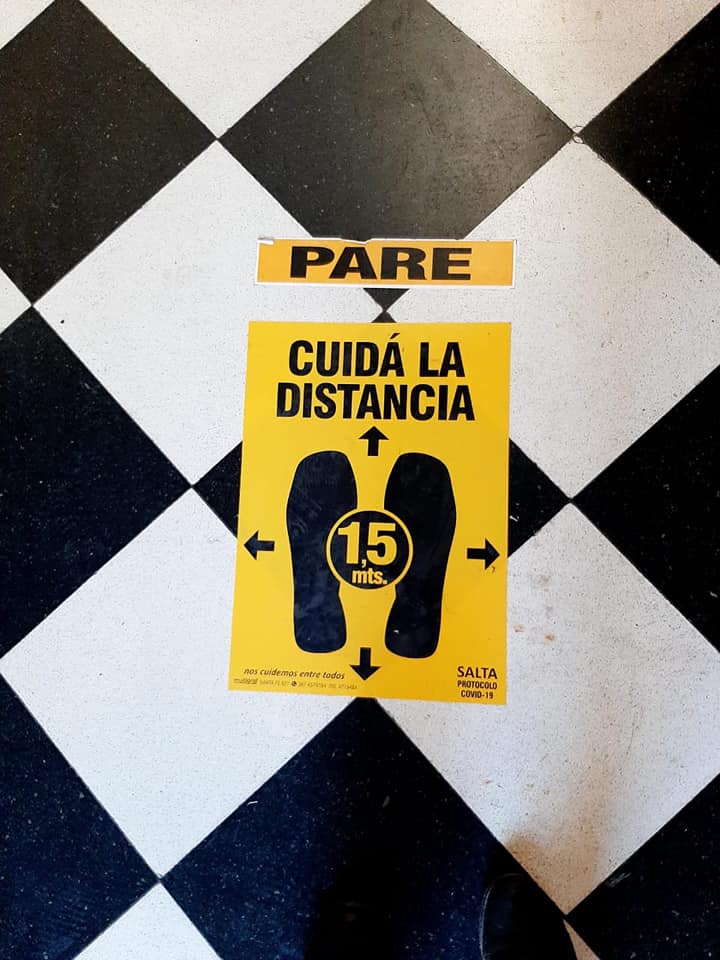 PARE
CUIDÁ LA
DISTANCIA
1,5
mts.
nos cuidemos entre todos
SALTA
PROTOCOLO
COVID-19